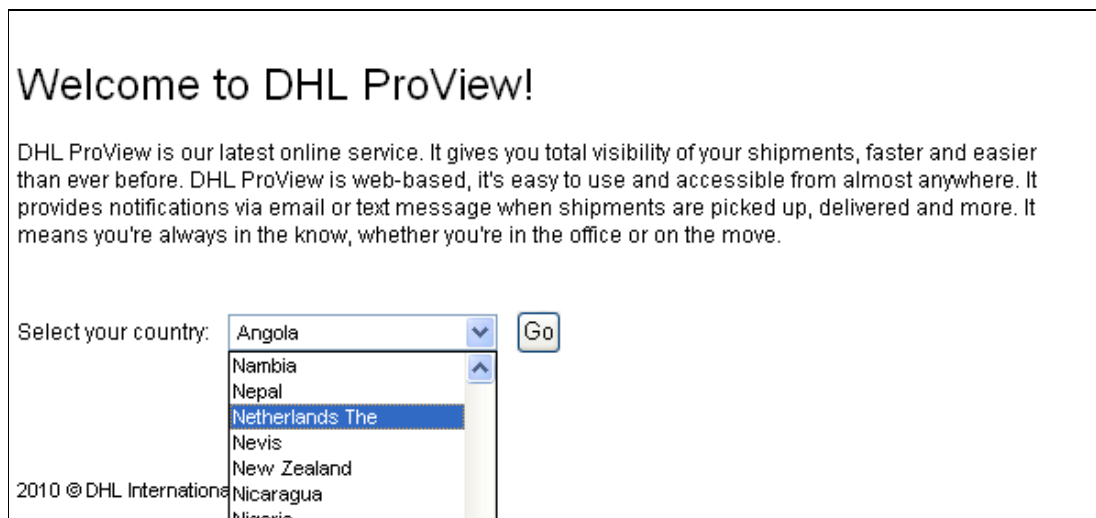 Welcome to DHL ProView!
DHL ProView is our latest online service. It gives you total visibility of your shipments, faster and easier
than ever before. DHL ProView is web-based, it's easy to use and accessible from almost anywhere. It
provides notifications via email or text message when shipments are picked up, delivered and more. It
means you're always in the know, whether you're in the office or on the move.
Select your country: Angola Go
Nambia
Nepal
Netherlands The
Nevis
New Zealand
2010 © DHL Internationa
Nicaragua